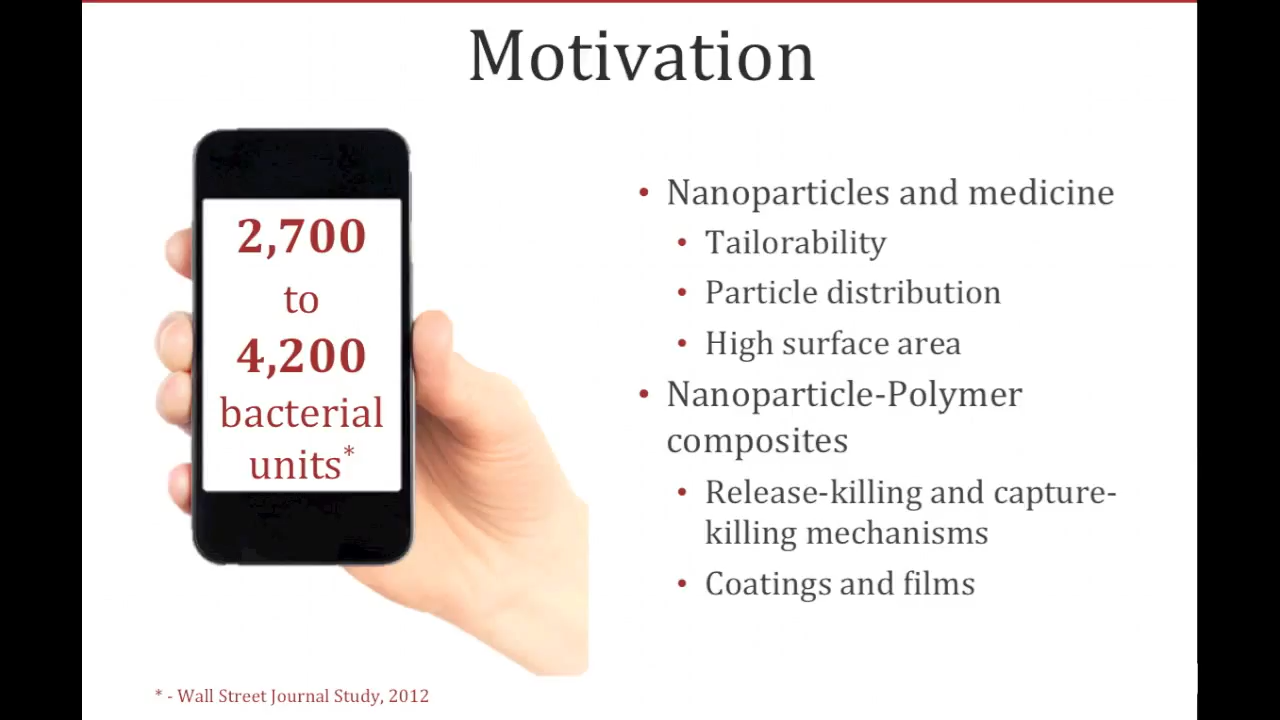 Motivation
2,700
to
4,200
bacterial
units*
• Nanoparticles and medicine
• Tailorability
• Particle distribution
• High surface area
• Nanoparticle-Polymer
composites
• Release-killing and capture-
killing mechanisms
• Coatings and films
* - Wall Street Journal Study, 2012